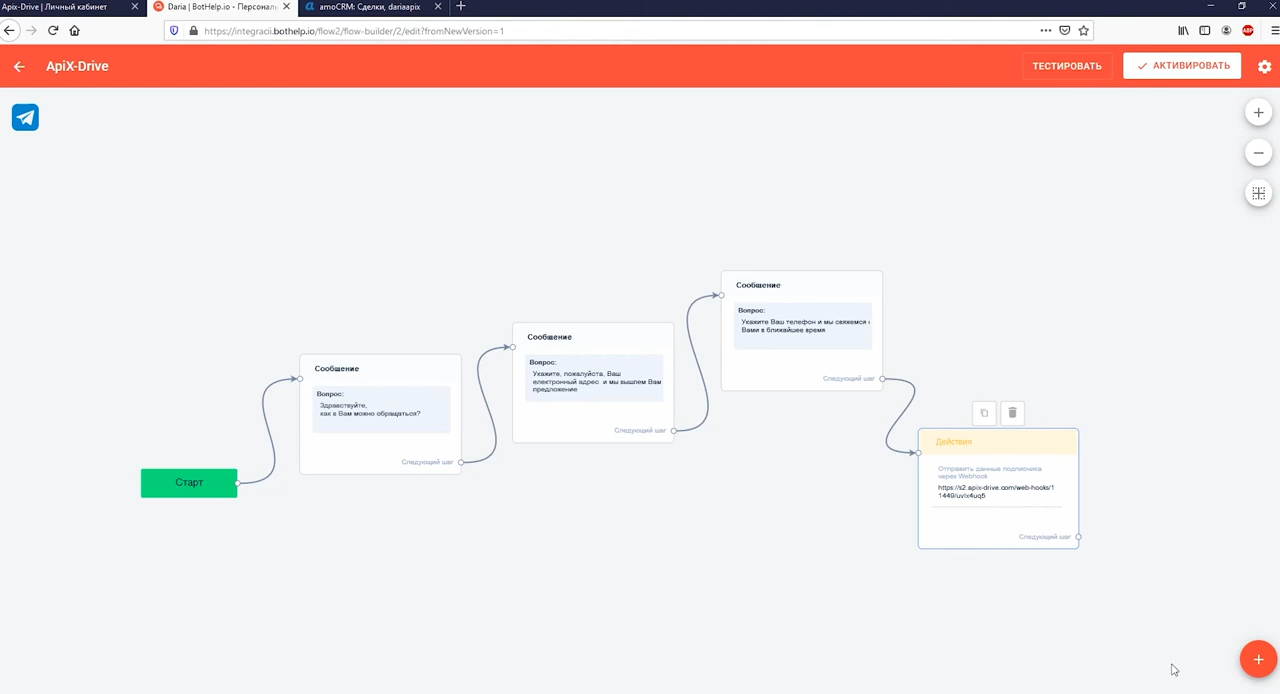 Apix-Drive | Личный кабинет
Daria | BotHelp.io - Персональ
amoCRM: Сделки, dariaapix
https://integracii.bothelp.io/flow2/flow-builder/2/edit?fromNewVersion=1
ABP
ApiX-Drive
ТЕСТИРОВАТЬ
АКТИВИРОВАТЬ
Сообщение
Вопрос:
Укажите Ваш телефон и мы свяжемся с
Вами в ближайшее время
Следующий шаг
Сообщение
Вопрос:
Укажите, пожалуйста, Ваш
електронный адрес и мы вышлем Вам
предложение
Следующий шаг
Сообщение
Вопрос:
Здравствуйте,
как в Вам можно обращаться?
Следующий шаг
Старт
Действия
Отправить данные подписчика
через Webhook
https://s2.apix-drive.com/web-hooks/1
1449/uvlx4uq5
Следующий шаг